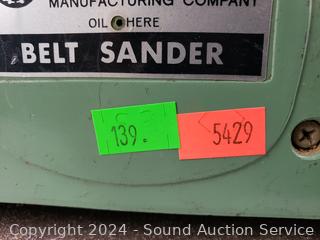 MANUFACTURING COMPANY
OIL HERE
BELT SANDER
139.
5429
Copyright 2024 - Sound Auction Service